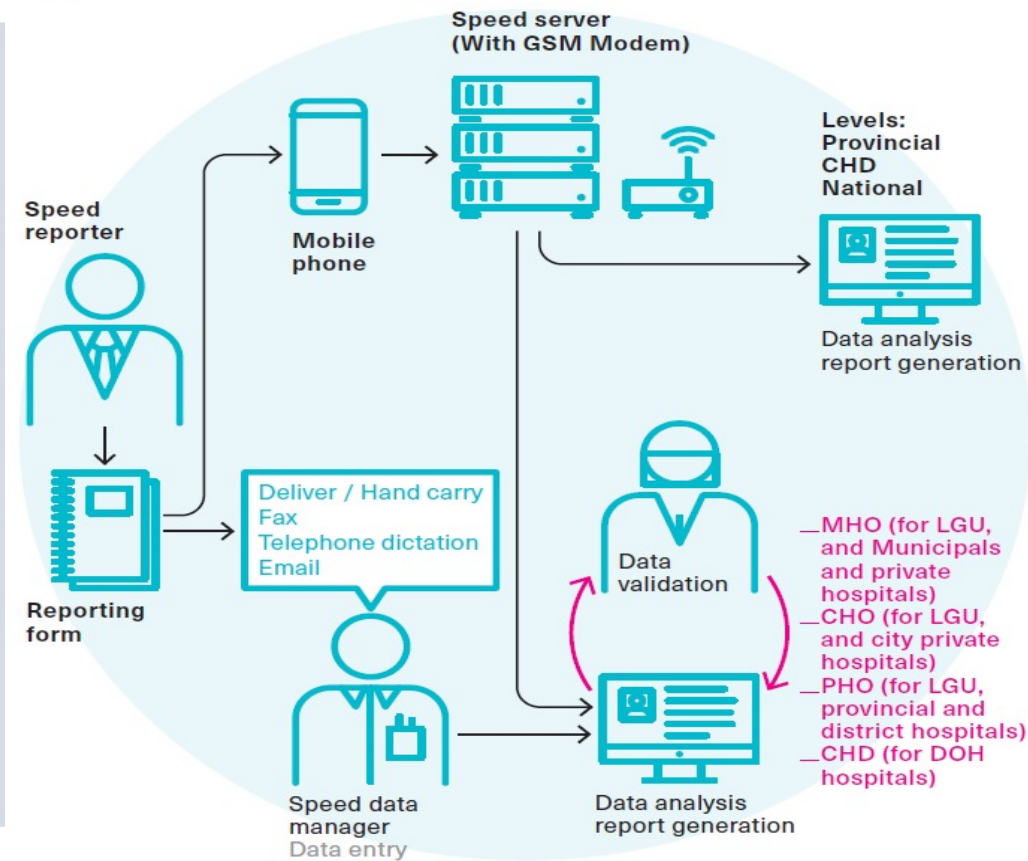 Speed server
(With GSM Modem)
Levels:
Provincial
CHD
National
Speed
reporter
Mobile
phone
Data analysis
report generation
Deliver / Hand carry
Fax
Telephone dictation
Email
Reporting
form
Data
validation
MHO (for LGU,
and Municipals
and private
hospitals)
CHO (for LGU,
and city private
hospitals)
PHO (for LGU,
provincial and
district hospitals)
CHD (for DOH
hospitals)
Speed data
manager
Data entry
Data analysis
report generation